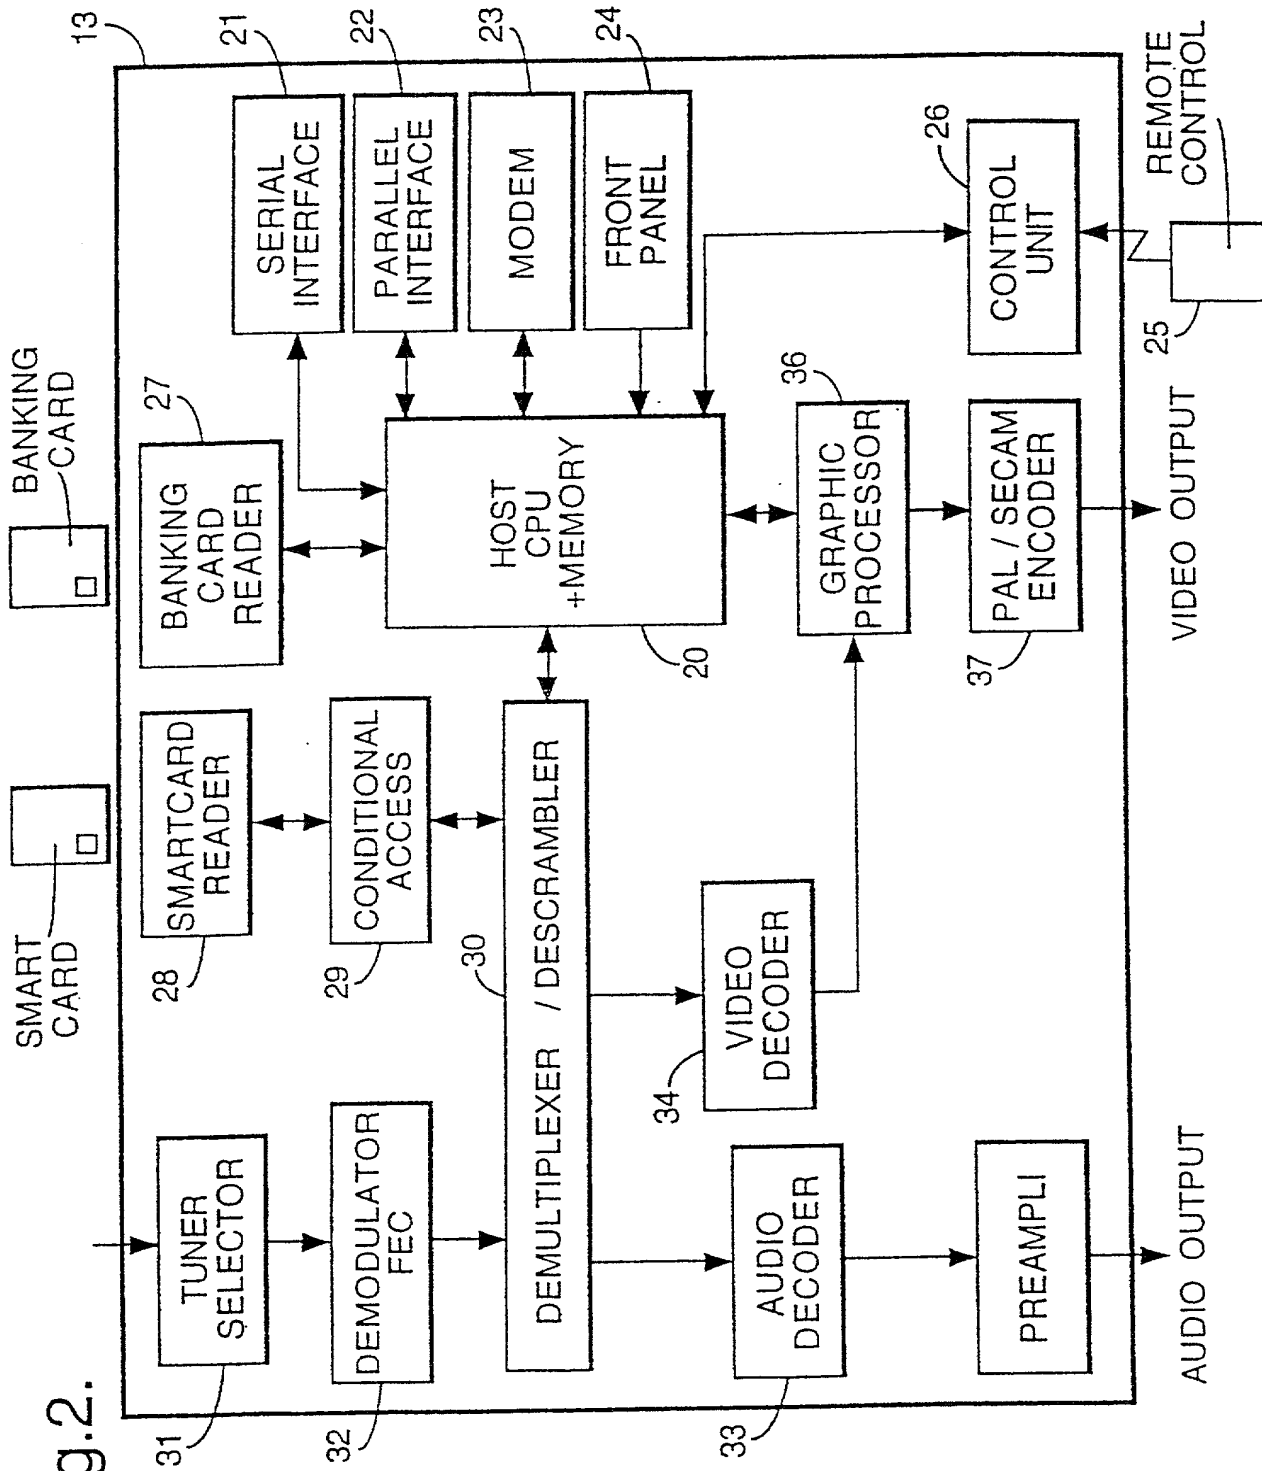 g.2.
SMART
CARD
BANKING
CARD
13
31
TUNER
SELECTOR
28
SMARTCARD
READER
27
BANKING
CARD
READER
21
SERIAL
INTERFACE
22
PARALLEL
INTERFACE
23
MODEM
24
FRONT
PANEL
32
DEMODULATOR
FEC
29
CONDITIONAL
ACCESS
30
DEMULTIPLEXER / DESCRAMBLER
20
HOST
CPU
+MEMORY
33
AUDIO
DECODER
34
VIDEO
DECODER
36
GRAPHIC
PROCESSOR
26
CONTROL
UNIT
PREAMPLI
37
PAL / SECAM
ENCODER
25
REMOTE
CONTROL
AUDIO OUTPUT
VIDEO OUTPUT